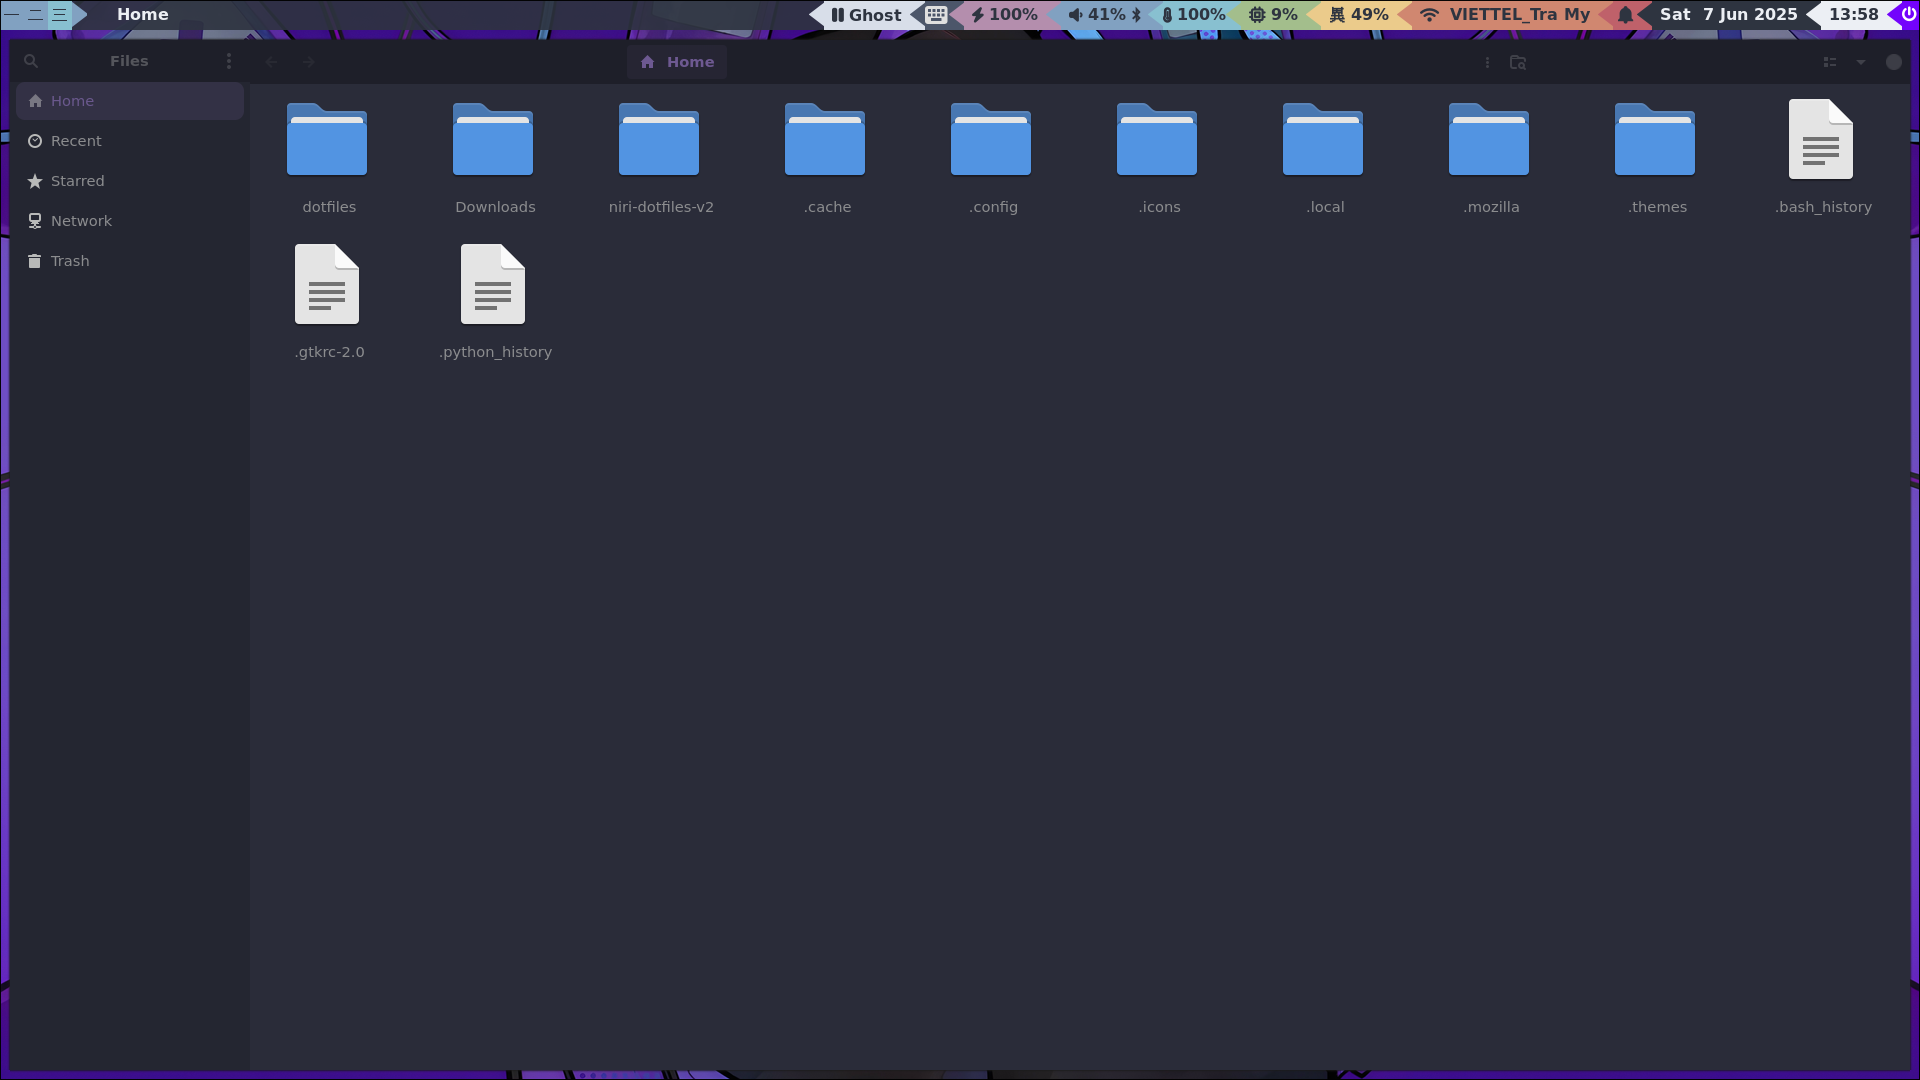 Home
Ghost
100%
41%
100%
9%
49%
VIETTEL_Tra My
Sat 7 Jun 2025
13:58
Files
Home
Home
Recent
Starred
Network
Trash
dotfiles
Downloads
niri-dotfiles-v2
.cache
.config
.icons
.local
.mozilla
.themes
.bash_history
.gtkrc-2.0
.python_history